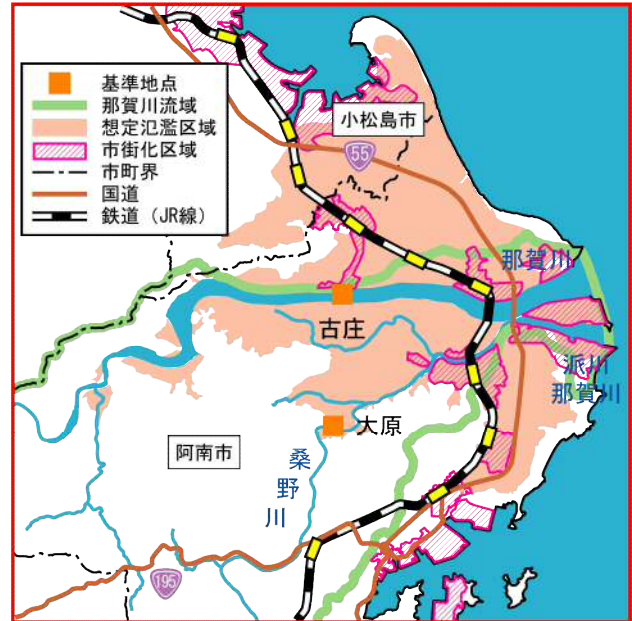 基準地点
那賀川流域
想定氾濫区域
市街化区域
市町界
国道
鉄道（JR線）
小松島市
55
那賀川
古庄
派川
那賀川
大原
阿南市
桑野川
195